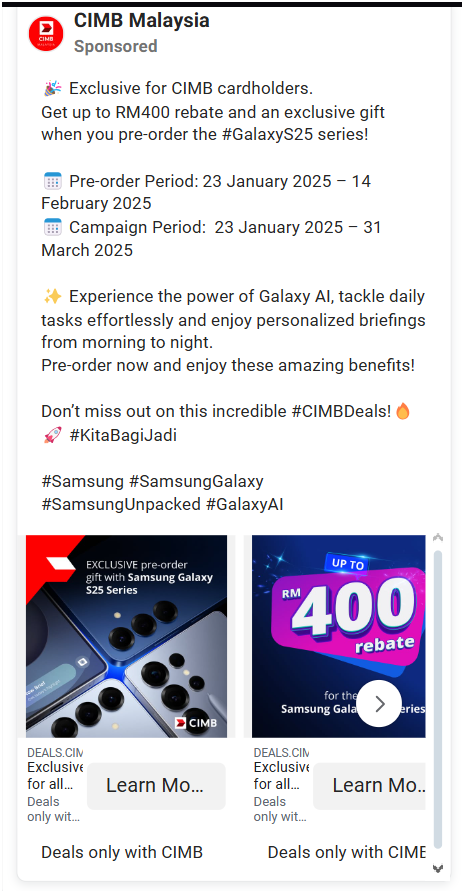 CIMB Malaysia
Sponsored
🎉 Exclusive for CIMB cardholders.
Get up to RM400 rebate and an exclusive gift
when you pre-order the #GalaxyS25 series!
📅 Pre-order Period: 23 January 2025 – 14
February 2025
📅 Campaign Period:  23 January 2025 – 31
March 2025
✨ Experience the power of Galaxy AI, tackle daily
tasks effortlessly and enjoy personalized briefings
from morning to night.
Pre-order now and enjoy these amazing benefits!
Don’t miss out on this incredible #CIMBDeals! 🔥
🚀 #KitaBagiJadi
#Samsung #SamsungGalaxy
#SamsungUnpacked #GalaxyAI
EXCLUSIVE pre-order
gift with Samsung Galaxy
S25 Series
CIMB
UP TO
RM
400
rebate
for the
Samsung Gala
eries
DEALS.CIM
Exclusive
for all...
Deals
only wit...
Learn Mo...
Deals only with CIMB
DEALS.CIM
Exclusive
for all...
Deals
only wit...
Learn Mo..
Deals only with CIMB